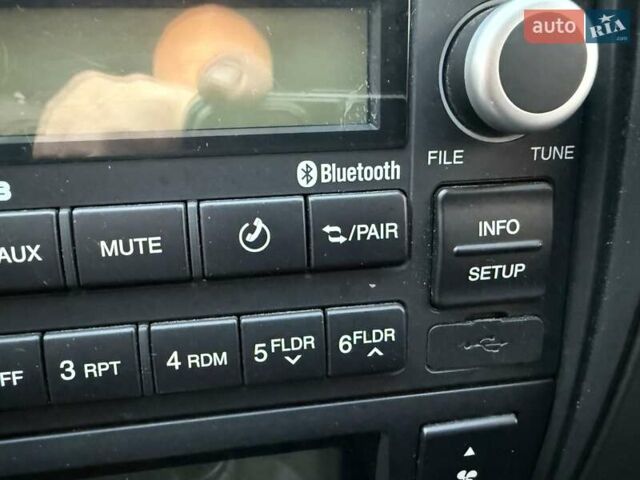 auto RIA
.com
Bluetooth
FILE TUNE
AUX MUTE /PAIR INFO
SETUP
FF 3 RPT 4 RDM 5 FLDR 6 FLDR